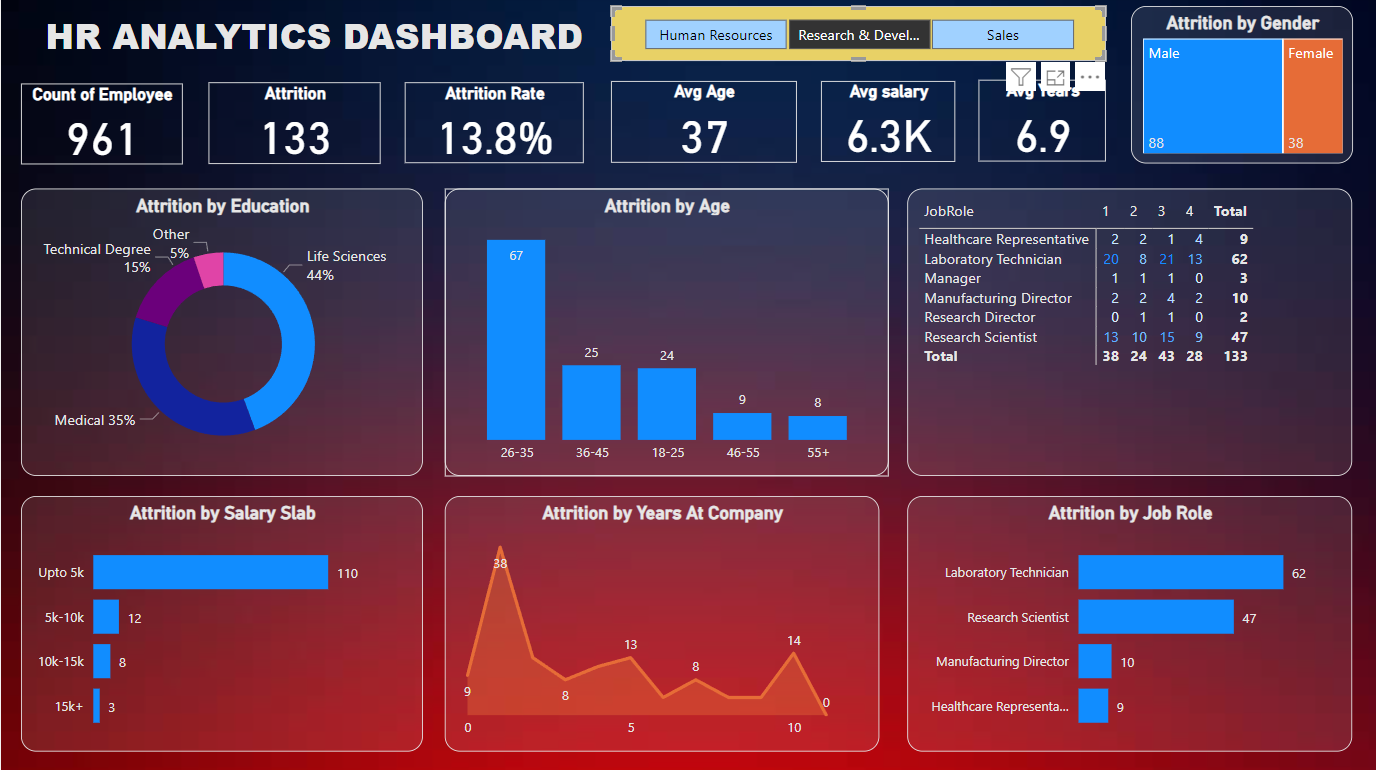 HR ANALYTICS DASHBOARD
Human Resources
Research & Devel...
Sales
Attrition by Gender
Male
Female
88
38
Count of Employee
961
Attrition
133
Attrition Rate
13.8%
Avg Age
37
Avg salary
6.3K
Avg Years
6.9
Attrition by Education
Other
5%
Technical Degree
15%
Life Sciences
44%
Medical 35%
Attrition by Age
67
25
24
9
8
26-35 36-45 18-25 46-55 55+
JobRole 1 2 3 4 Total
Healthcare Representative 2 2 1 4 9
Laboratory Technician 20 8 21 13 62
Manager 1 1 1 0 3
Manufacturing Director 2 2 4 2 10
Research Director 0 1 1 0 2
Research Scientist 13 10 15 9 47
Total 38 24 43 28 133
Attrition by Salary Slab
Upto 5k 110
5k-10k 12
10k-15k 8
15k+ 3
Attrition by Years At Company
38
13
14
8
9
8
0
0 5 10
Attrition by Job Role
Laboratory Technician 62
Research Scientist 47
Manufacturing Director 10
Healthcare Representa... 9